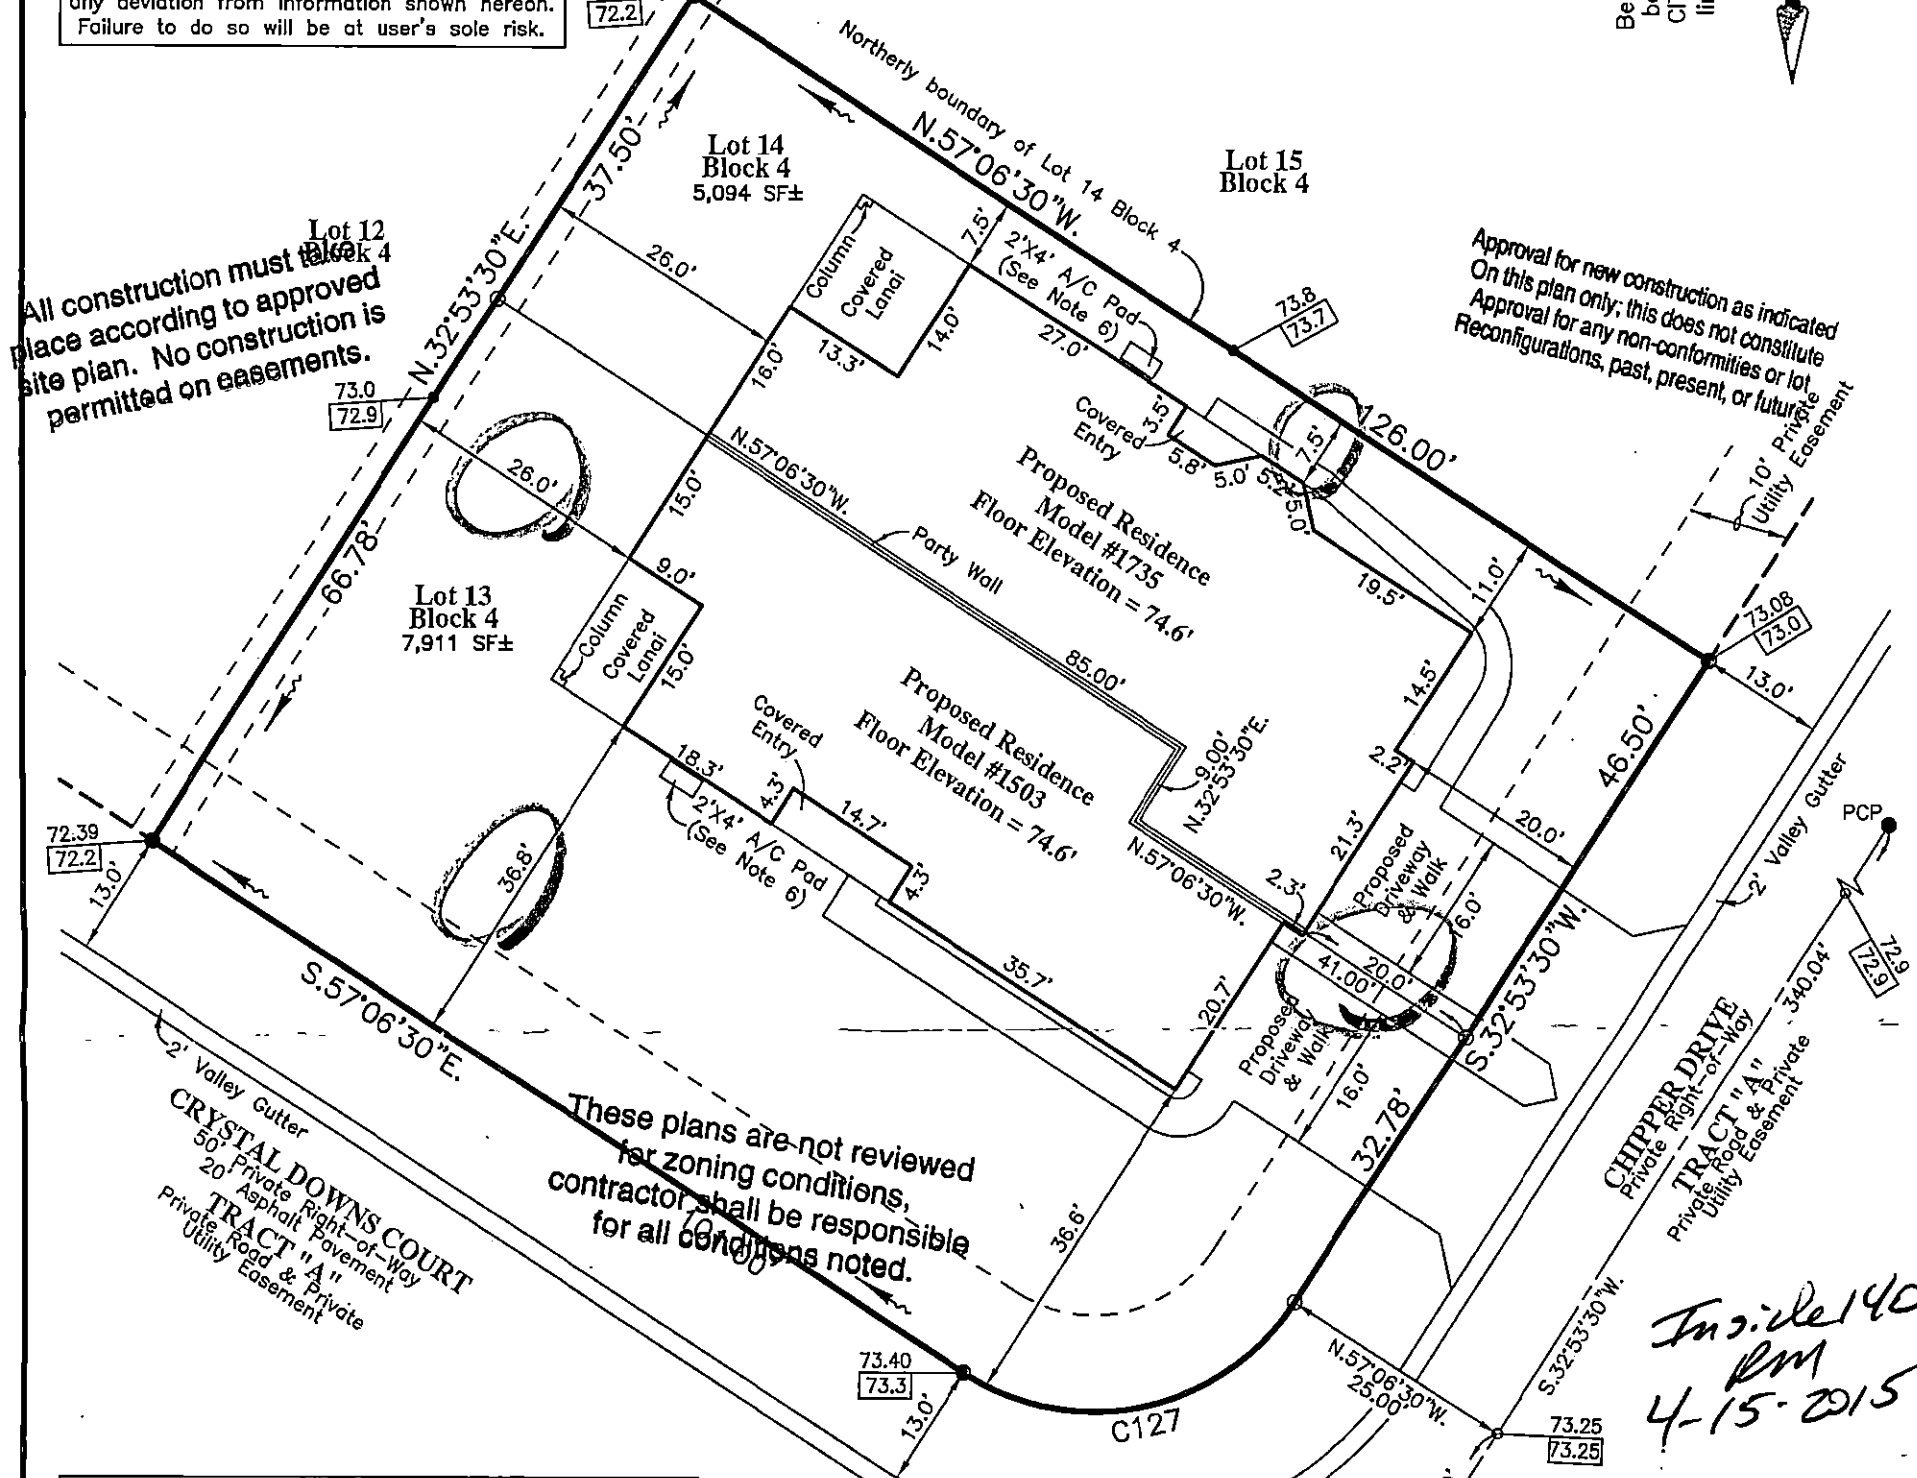 any deviation from information shown hereon.
Failure to do so will be at user's sole risk.
72.2
Northerly boundary of Lot 14 Block 4
N.57°06'30"W.
126.00'
Lot 14
Block 4
5,094 SF±
Lot 15
Block 4
Lot 12
Block 4
All construction must take
place according to approved
site plan. No construction is
permitted on easements.
Approval for new construction as indicated
On this plan only; this does not constitute
Approval for any non-conformities or lot
Reconfigurations, past, present, or future
37.50'
N.32°53'30"E.
66.78'
73.0
72.9
26.0'
26.0'
Column
Covered
Lanai
7.5'
14.0'
13.3'
16.0'
15.0'
2'X4' A/C Pad
(See Note 6)
27.0'
73.8
73.7
Covered
Entry
3.5'
5.8'
5.0'
5.2'
5.0'
7.5'
19.5'
11.0'
10' Private
Utility Easement
Proposed Residence
Model #1735
Floor Elevation = 74.6'
N.57°06'30"W.
Party Wall
85.00'
Lot 13
Block 4
7,911 SF±
9.0'
Column
Covered
Lanai
15.0'
Covered
Entry
18.3'
4.3'
14.7'
4.3'
2'X4' A/C Pad
(See Note 6)
Proposed Residence
Model #1503
Floor Elevation = 74.6'
9.00'
N.32°53'30"E.
N.57°06'30"W.
2.3'
14.5'
2.2'
21.3'
Proposed
Driveway
& Walk
20.0'
16.0'
46.50'
73.08
73.0
13.0'
2' Valley Gutter
PCP
72.9
72.9
340.04'
S.32°53'30"W.
20.0'
41.00'
20.7'
35.7'
36.8'
Proposed
Driveway
& Walk
16.0'
32.78'
CHIPPER DRIVE
Private Right-of-Way
TRACT "A"
Private Road & Private
Utility Easement
72.39
72.2
13.0'
S.57°06'30"E.
101.00'
2' Valley Gutter
CRYSTAL DOWNS COURT
50' Private Right-of-Way
20' Asphalt Pavement
TRACT "A"
Private Road & Private
Utility Easement
These plans are not reviewed
for zoning conditions,
contractor shall be responsible
for all conditions noted.
36.6'
73.40
73.3
13.0'
C127
N.57°06'30"W.
25.00'
S.32°53'30"W.
73.25
73.25
Inside 140
RM
4-15-2015